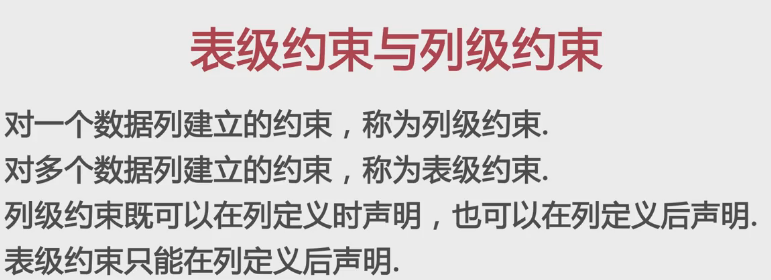 表级约束与列级约束
对一个数据列建立的约束，称为列级约束.
对多个数据列建立的约束，称为表级约束.
列级约束既可以在列定义时声明，也可以在列定义后声明.
表级约束只能在列定义后声明.